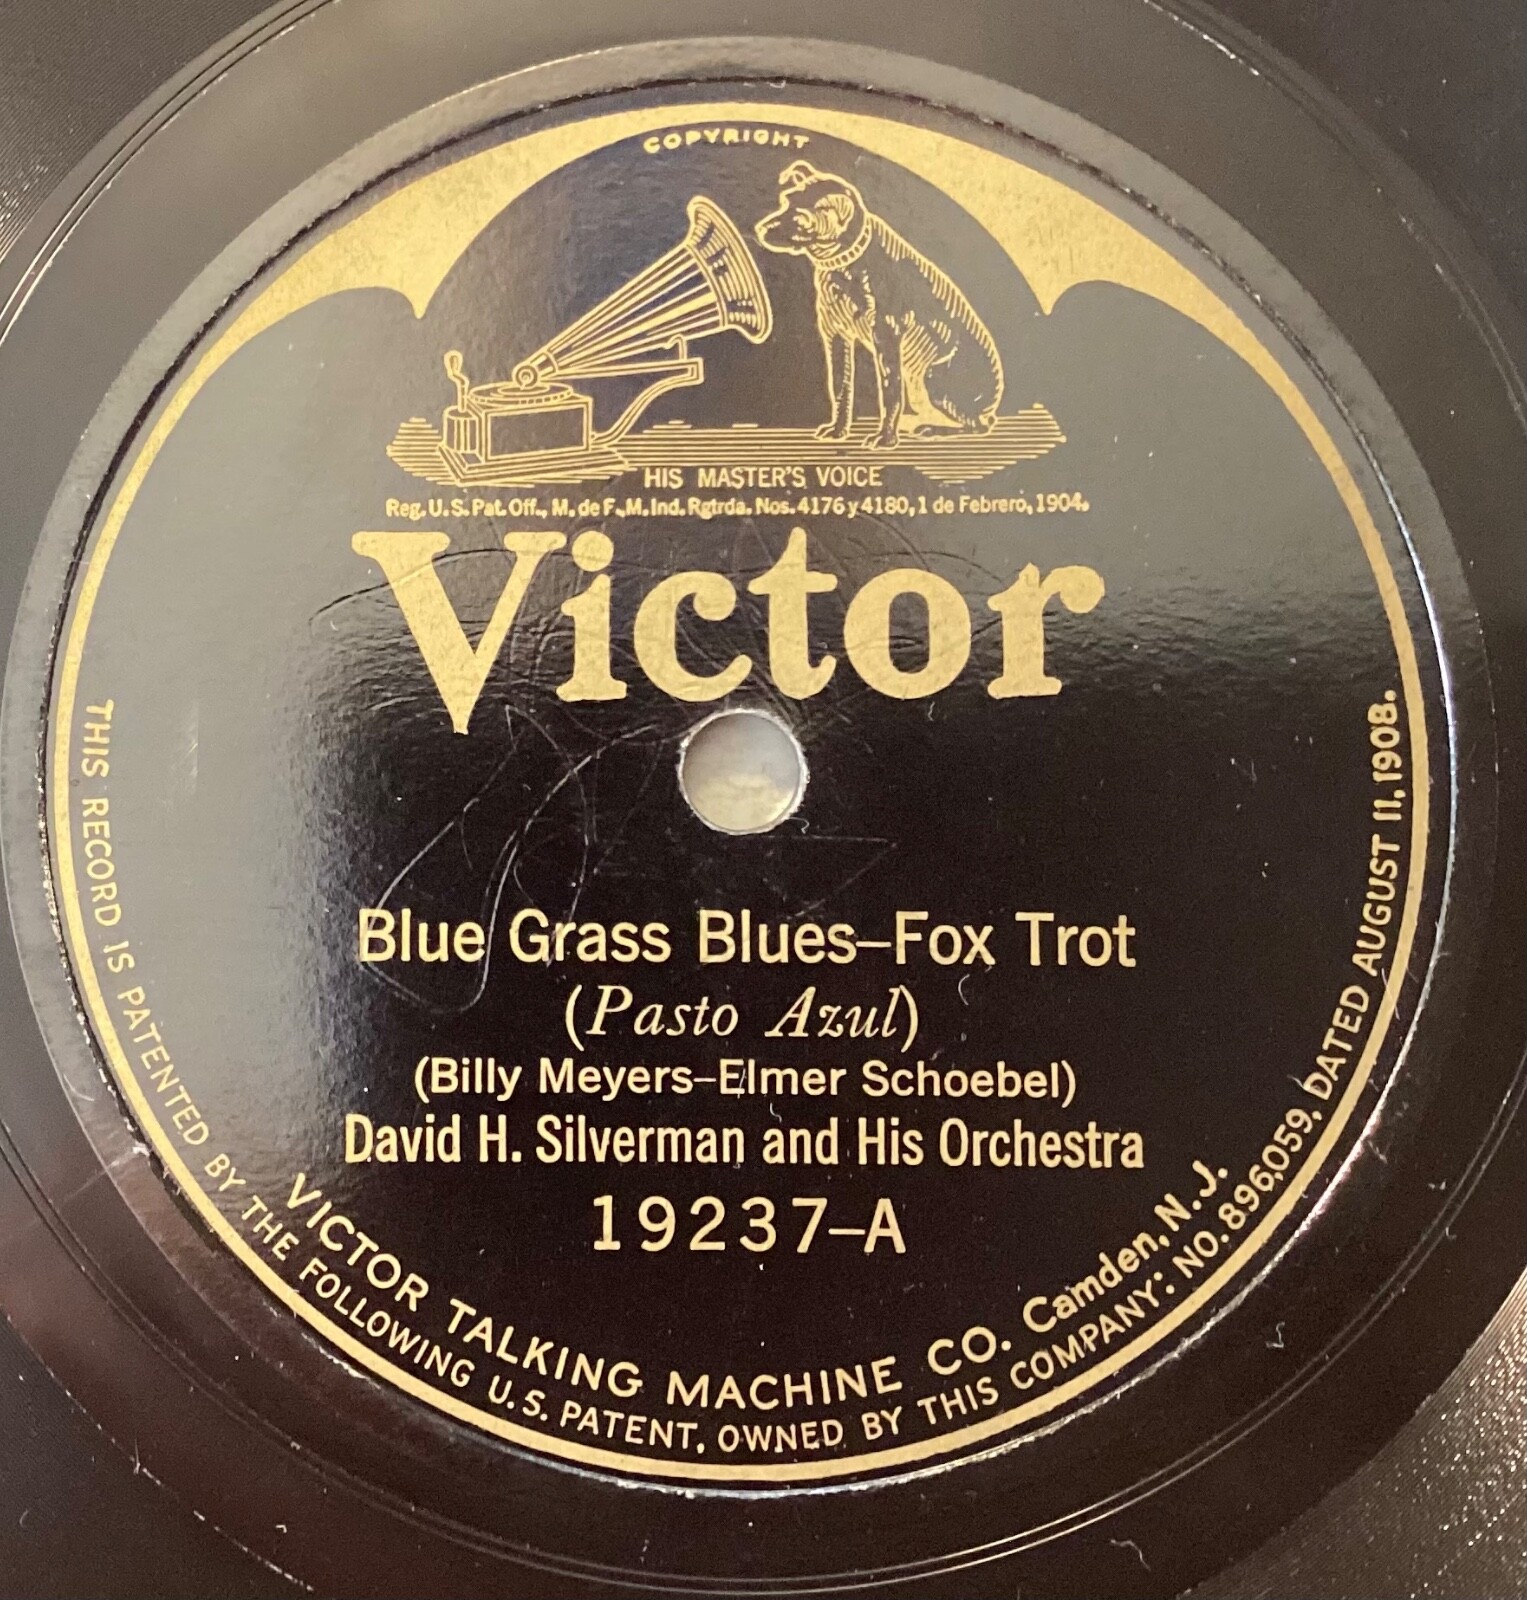 COPYRIGHT
HIS MASTER'S VOICE
Reg. U.S. Pat. Off., M. de F., M. Ind. Rgtrda. Nos. 4176 y 4180, 1 de Febrero, 1904.
Victor
Blue Grass Blues–Fox Trot
(Pasto Azul)
(Billy Meyers–Elmer Schoebel)
David H. Silverman and His Orchestra
19237–A
VICTOR TALKING MACHINE CO. Camden, N. J.
THIS RECORD IS PATENTED BY THE FOLLOWING U.S. PATENT, OWNED BY THIS COMPANY: NO. 896,059, DATED AUGUST 11, 1908.